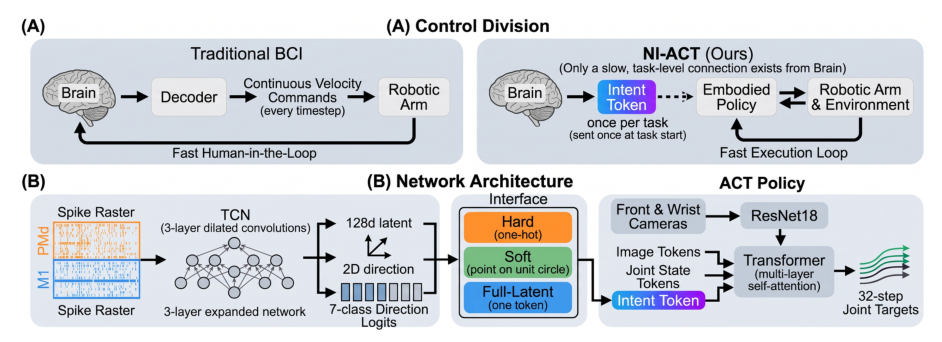 (A)
(A) Control Division
Traditional BCI
Brain
Decoder
Continuous Velocity
Commands
(every timestep)
Robotic
Arm
Fast Human-in-the-Loop
NI-ACT (Ours)
(Only a slow, task-level connection exists from Brain)
Brain
Intent
Token
once per task
(sent once at task start)
Embodied
Policy
Robotic Arm
& Environment
Fast Execution Loop
(B)
(B) Network Architecture
Spike Raster
PMd
M1
Spike Raster
TCN
(3-layer dilated convolutions)
3-layer expanded network
128d latent
2D direction
7-class Direction
Logits
Interface
Hard
(one-hot)
Soft
(point on unit circle)
Full-Latent
(one token)
ACT Policy
Front & Wrist
Cameras
ResNet18
Image Tokens
Joint State
Tokens
Intent Token
Transformer
(multi-layer
self-attention)
32-step
Joint Targets